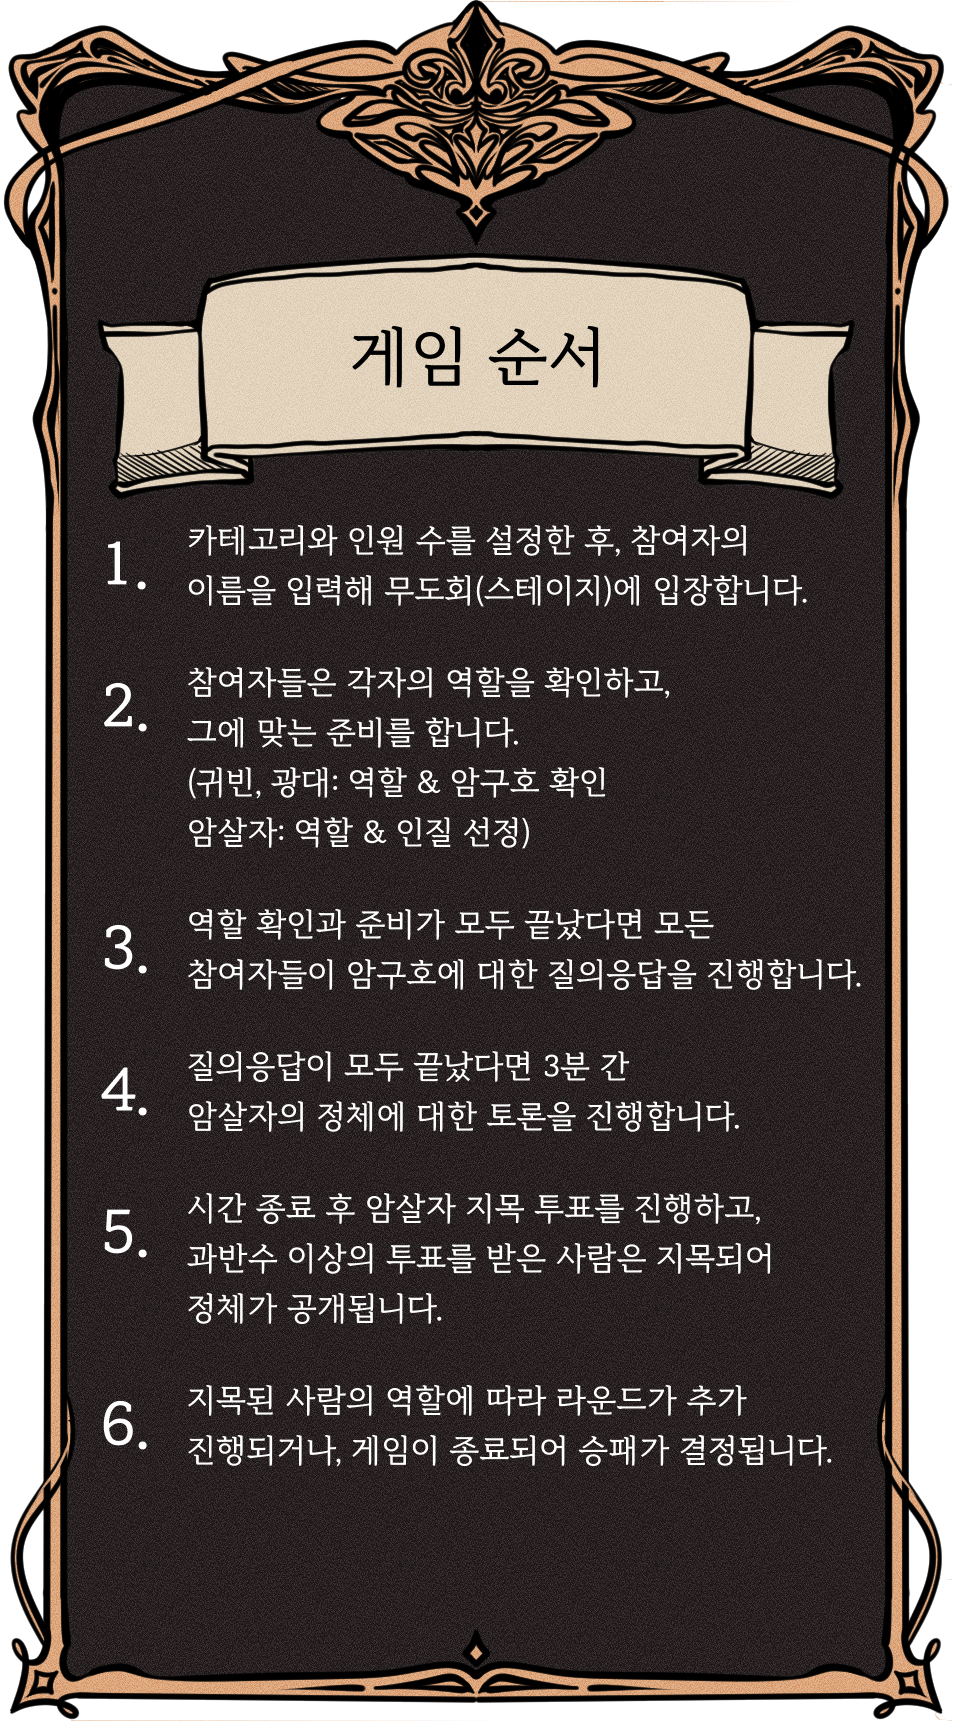 게임 순서
1. 카테고리와 인원 수를 설정한 후, 참여자의
이름을 입력해 무도회(스테이지)에 입장합니다.
2. 참여자들은 각자의 역할을 확인하고,
그에 맞는 준비를 합니다.
(귀빈, 광대: 역할 & 암구호 확인
암살자: 역할 & 인질 선정)
3. 역할 확인과 준비가 모두 끝났다면 모든
참여자들이 암구호에 대한 질의응답을 진행합니다.
4. 질의응답이 모두 끝났다면 3분 간
암살자의 정체에 대한 토론을 진행합니다.
5. 시간 종료 후 암살자 지목 투표를 진행하고,
과반수 이상의 투표를 받은 사람은 지목되어
정체가 공개됩니다.
6. 지목된 사람의 역할에 따라 라운드가 추가
진행되거나, 게임이 종료되어 승패가 결정됩니다.